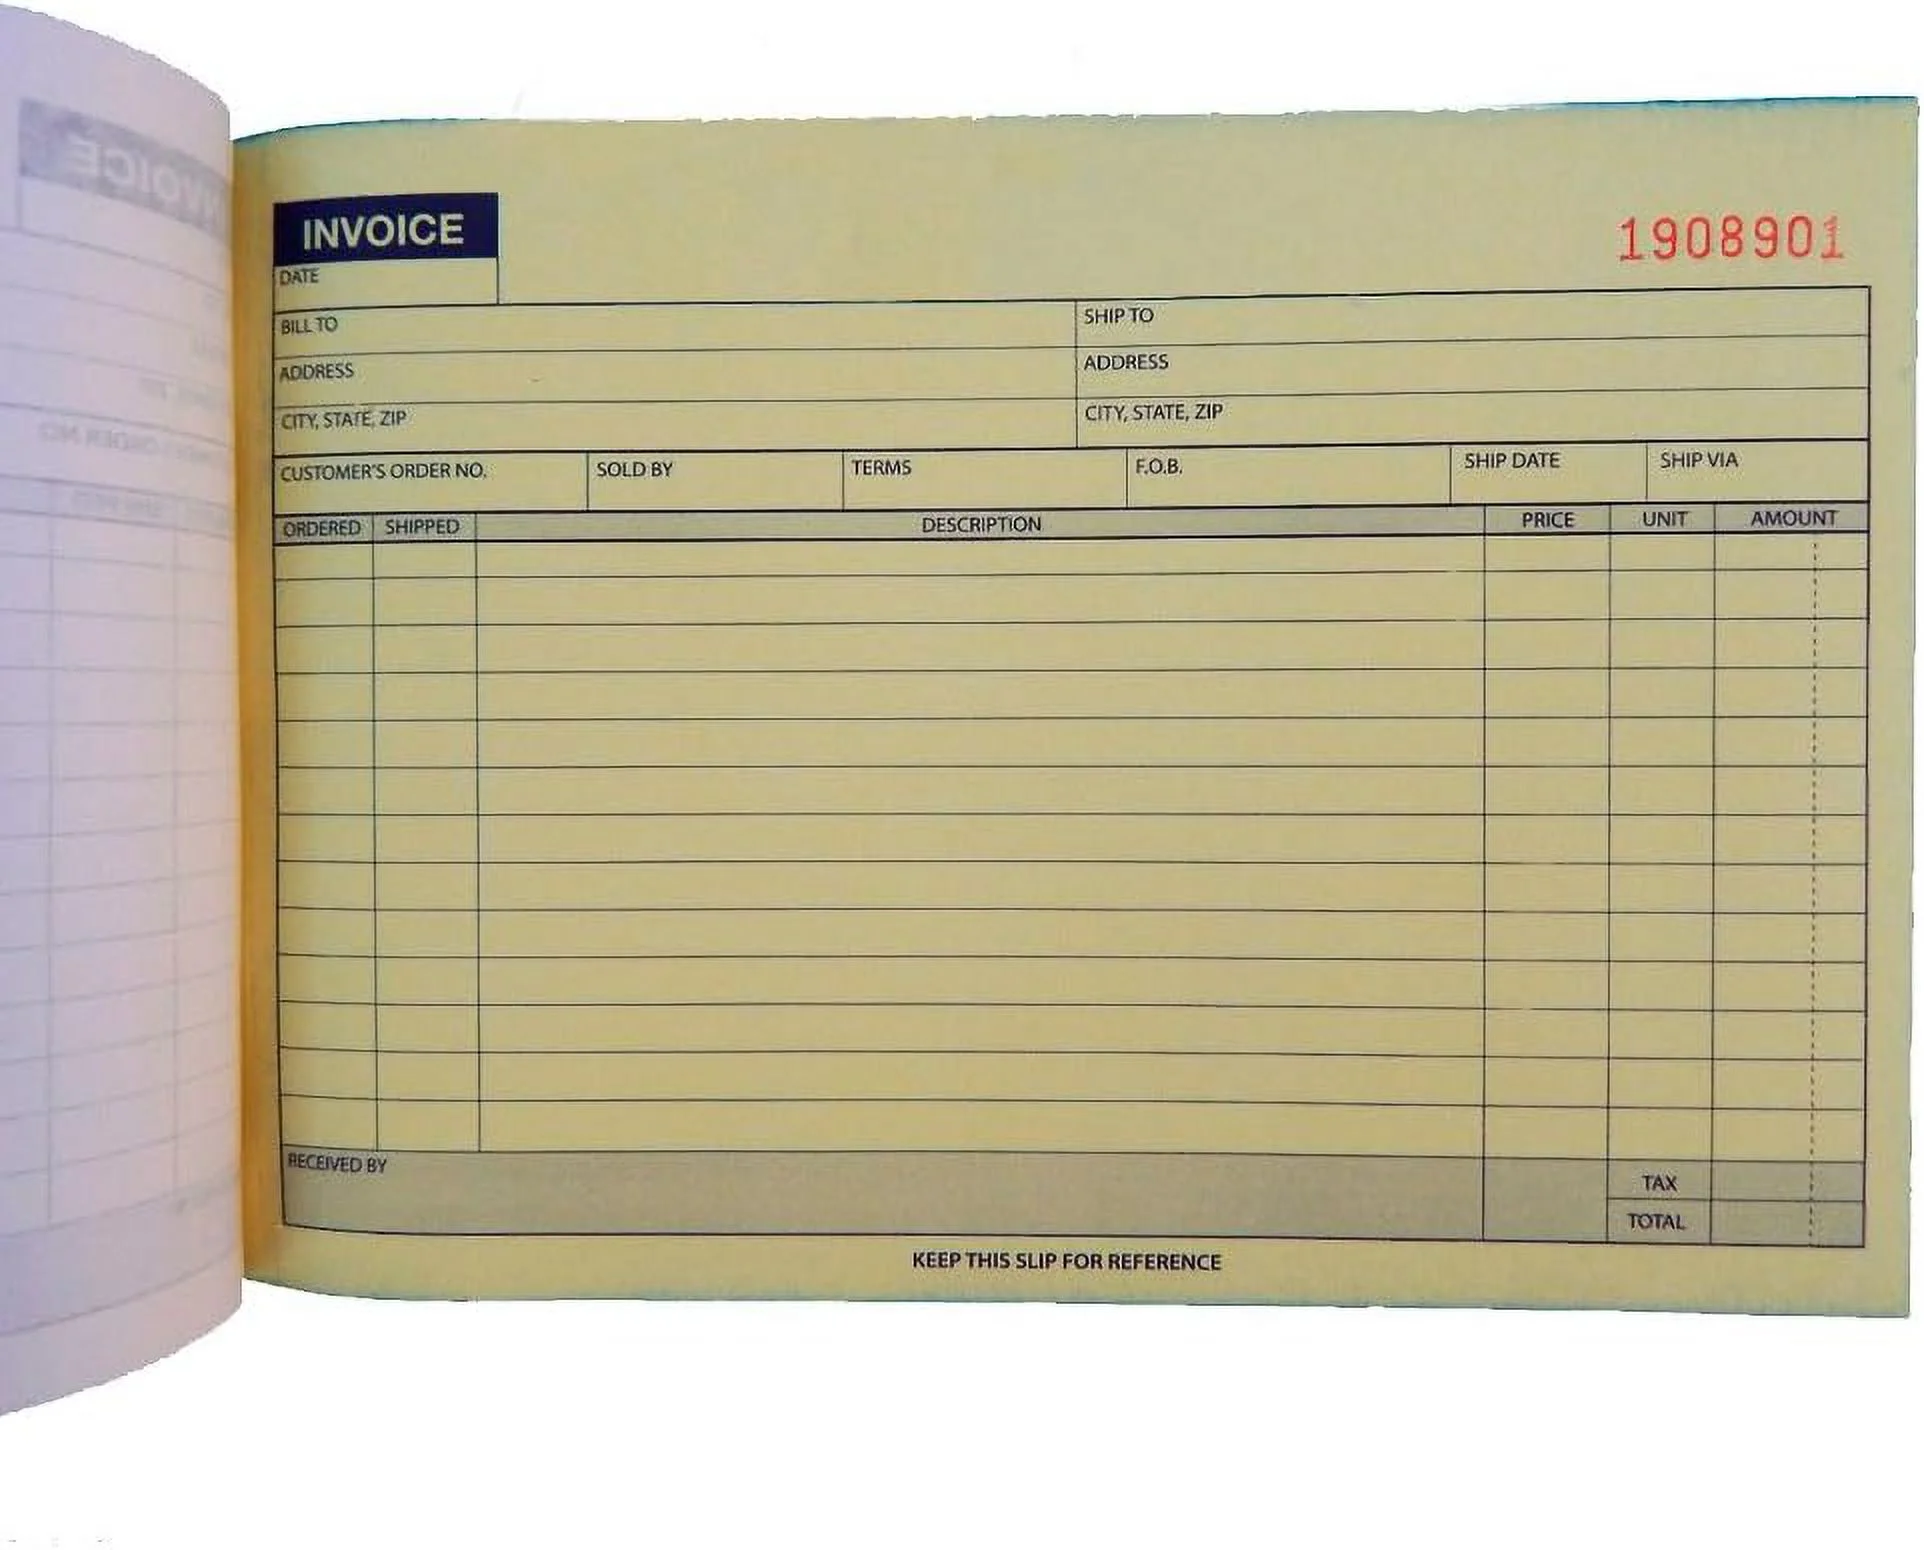 INVOICE
1908901
DATE
BILL TO
SHIP TO
ADDRESS
ADDRESS
CITY, STATE, ZIP
CITY, STATE, ZIP
CUSTOMER'S ORDER NO. SOLD BY TERMS F.O.B. SHIP DATE SHIP VIA
ORDERED SHIPPED DESCRIPTION PRICE UNIT AMOUNT
RECEIVED BY
TAX
TOTAL
KEEP THIS SLIP FOR REFERENCE